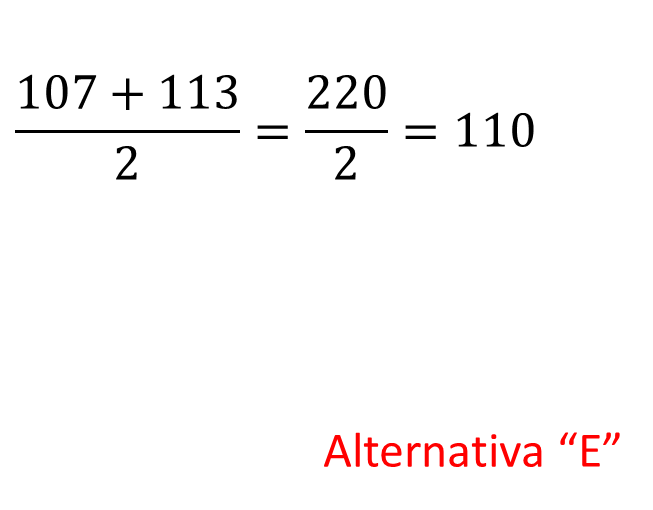 (107 + 113)/2 = 220/2 = 110
Alternativa “E”